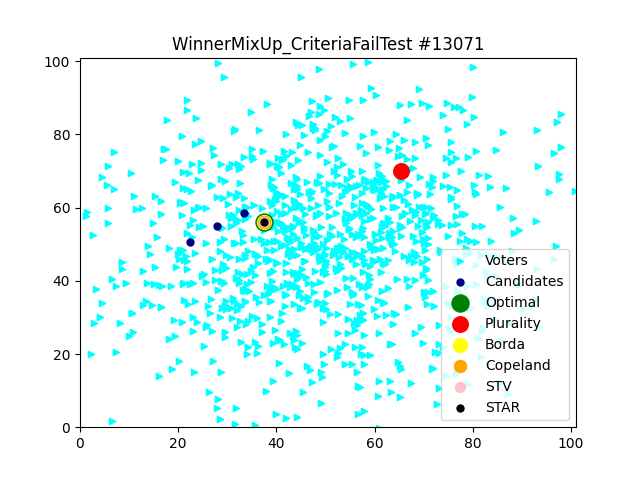 WinnerMixUp_CriteriaFailTest #13071
100
80
60
40
20
0
0
20
40
60
80
100
Voters
Candidates
Optimal
Plurality
Borda
Copeland
STV
STAR